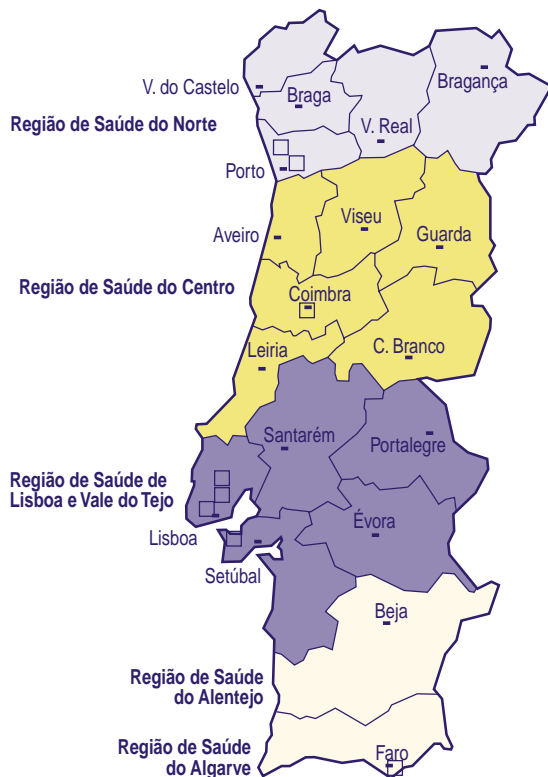 V. do Castelo
Braga
Bragança
Região de Saúde do Norte
V. Real
Porto
Viseu
Aveiro
Guarda
Região de Saúde do Centro
Coimbra
Leiria
C. Branco
Santarém
Portalegre
Região de Saúde de
Lisboa e Vale do Tejo
Lisboa
Évora
Setúbal
Beja
Região de Saúde
do Alentejo
Região de Saúde
do Algarve
Faro